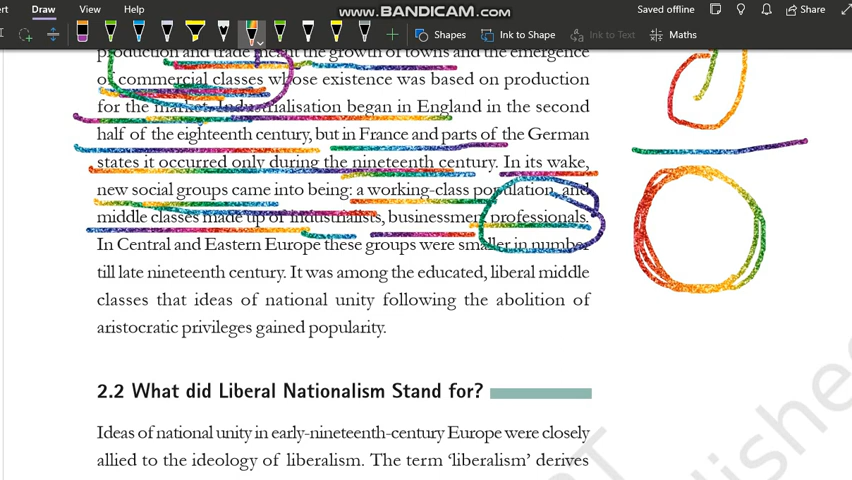 WWW.BANDICAM.COM
ert Draw View Help Saved offline Share
Shapes Ink to Shape Ink to Text Maths
production and trade meant the growth of towns and the emergence
of commercial classes whose existence was based on production
for the market. Industrialisation began in England in the second
half of the eighteenth century, but in France and parts of the German
states it occurred only during the nineteenth century. In its wake,
new social groups came into being: a working-class population, and
middle classes made up of industrialists, businessmen, professionals.
In Central and Eastern Europe these groups were smaller in number
till late nineteenth century. It was among the educated, liberal middle
classes that ideas of national unity following the abolition of
aristocratic privileges gained popularity.
2.2 What did Liberal Nationalism Stand for?
Ideas of national unity in early-nineteenth-century Europe were closely
allied to the ideology of liberalism. The term ‘liberalism’ derives